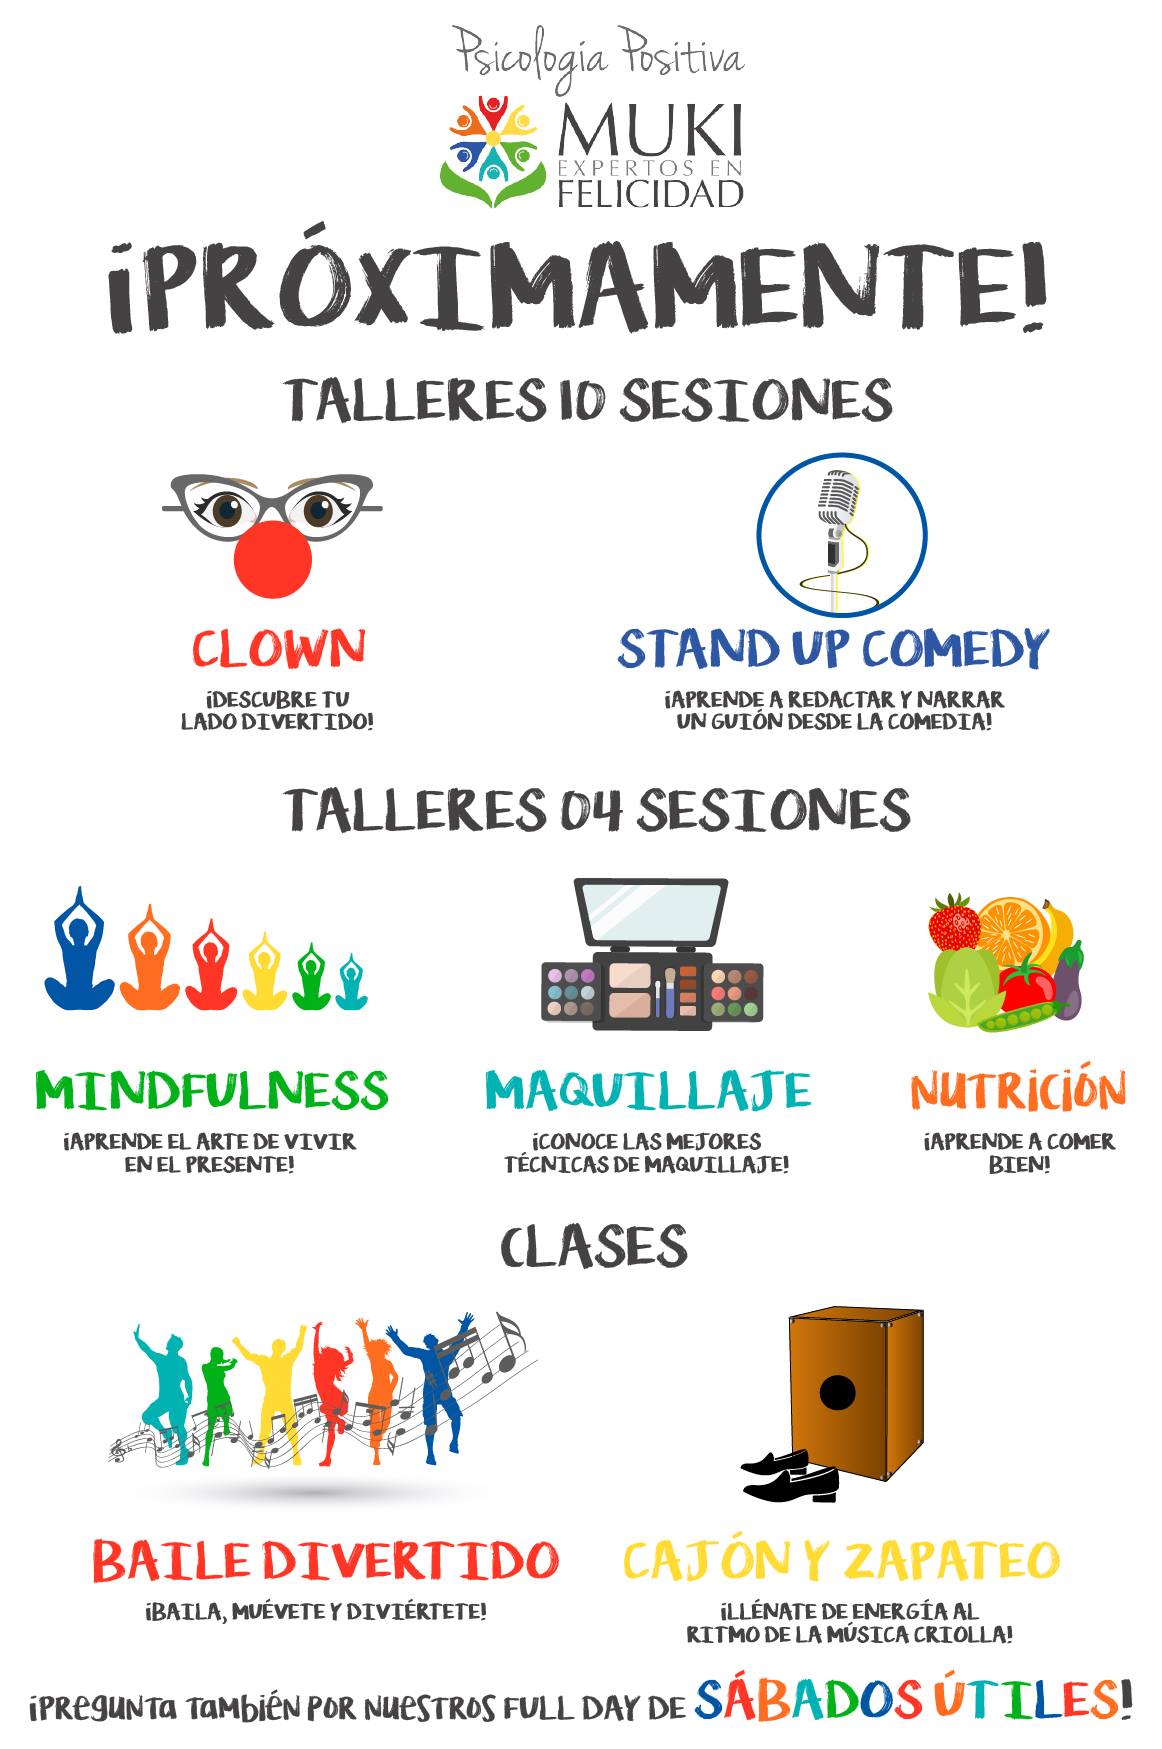 Psicología Positiva
MUKI
EXPERTOS EN
FELICIDAD
¡PRÓXIMAMENTE!
TALLERES 10 SESIONES
CLOWN
¡DESCUBRE TU
LADO DIVERTIDO!
STAND UP COMEDY
¡APRENDE A REDACTAR Y NARRAR
UN GUIÓN DESDE LA COMEDIA!
TALLERES 04 SESIONES
MINDFULNESS
¡APRENDE EL ARTE DE VIVIR
EN EL PRESENTE!
MAQUILLAJE
¡CONOCE LAS MEJORES
TÉCNICAS DE MAQUILLAJE!
NUTRICIÓN
¡APRENDE A COMER
BIEN!
CLASES
BAILE DIVERTIDO
¡BAILA, MUÉVETE Y DIVIÉRTETE!
CAJÓN Y ZAPATEO
¡LLÉNATE DE ENERGÍA AL
RITMO DE LA MÚSICA CRIOLLA!
¡PREGUNTA TAMBIÉN POR NUESTROS FULL DAY DE SÁBADOS ÚTILES!